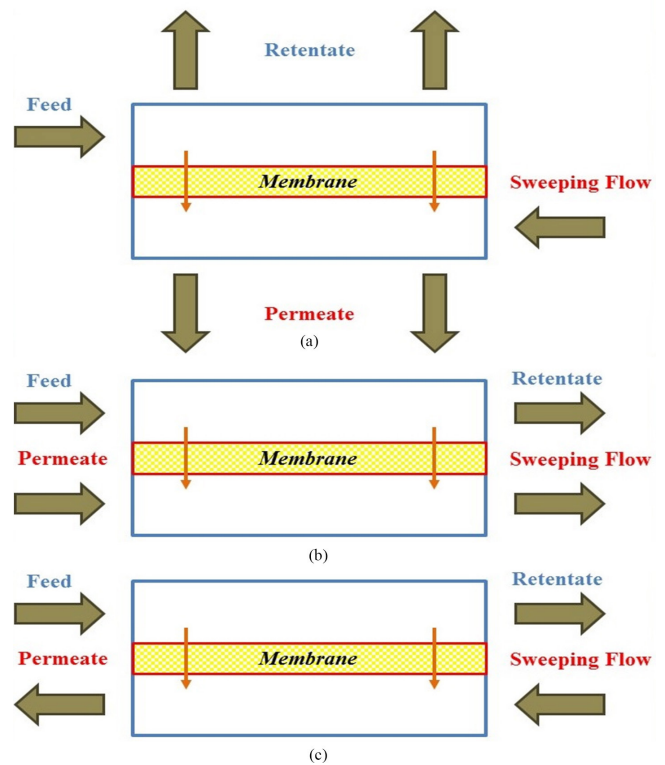 Retentate
Feed
Membrane
Sweeping Flow
Permeate
(a)
Feed
Retentate
Permeate
Membrane
Sweeping Flow
(b)
Feed
Retentate
Permeate
Membrane
Sweeping Flow
(c)